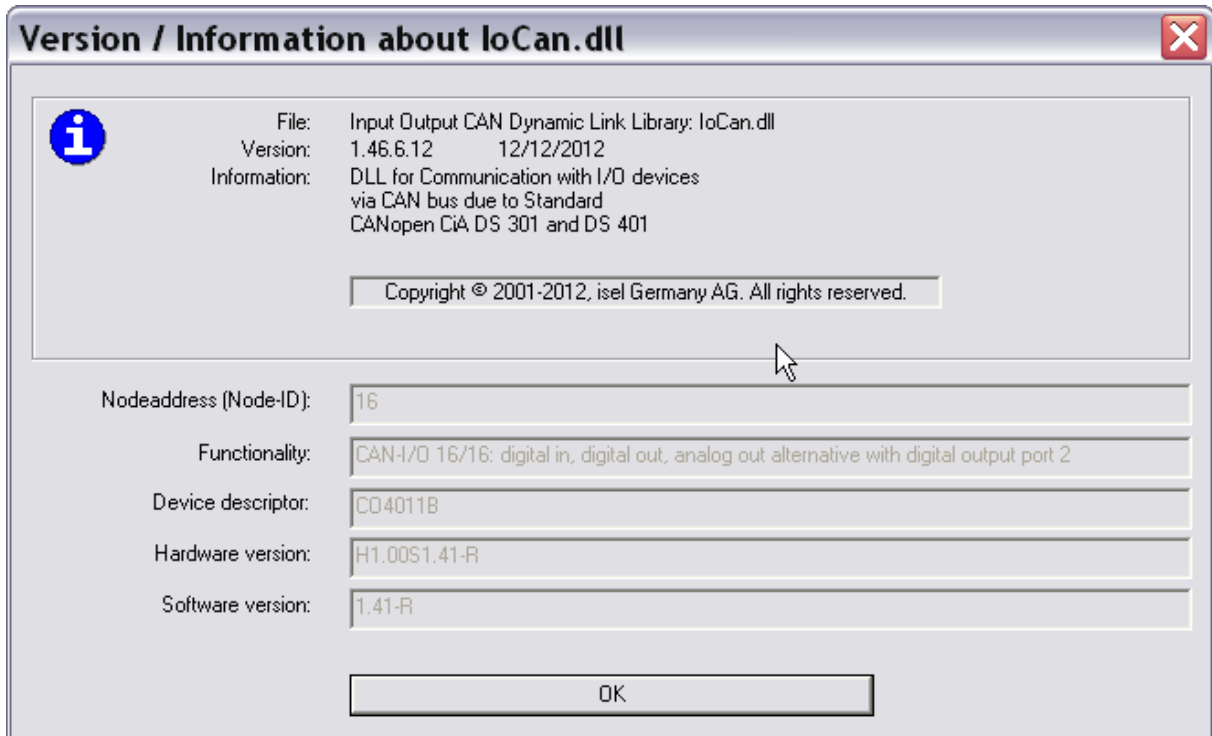 Version / Information about IoCan.dll
File: Input Output CAN Dynamic Link Library: IoCan.dll
Version: 1.46.6.12 12/12/2012
Information: DLL for Communication with I/O devices
via CAN bus due to Standard
CANopen CiA DS 301 and DS 401
Copyright © 2001-2012, isel Germany AG. All rights reserved.
Nodeaddress (Node-ID): 16
Functionality: CAN-I/O 16/16: digital in, digital out, analog out alternative with digital output port 2
Device descriptor: CO4011B
Hardware version: H1.00S1.41-R
Software version: 1.41-R
OK